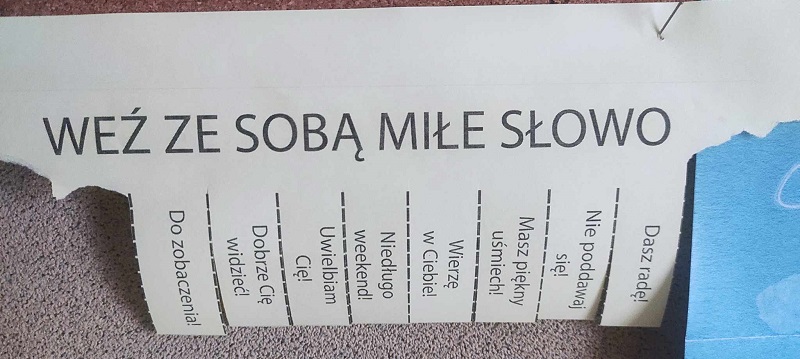 WEŹ ZE SOBĄ MIŁE SŁOWO
Do zobaczenia!
Dobrze Cię
widzieć!
Uwielbiam
Cię!
Niedługo
weekend!
Wierzę
w Ciebie!
Masz piękny
uśmiech!
Nie poddawaj
się!
Dasz radę!